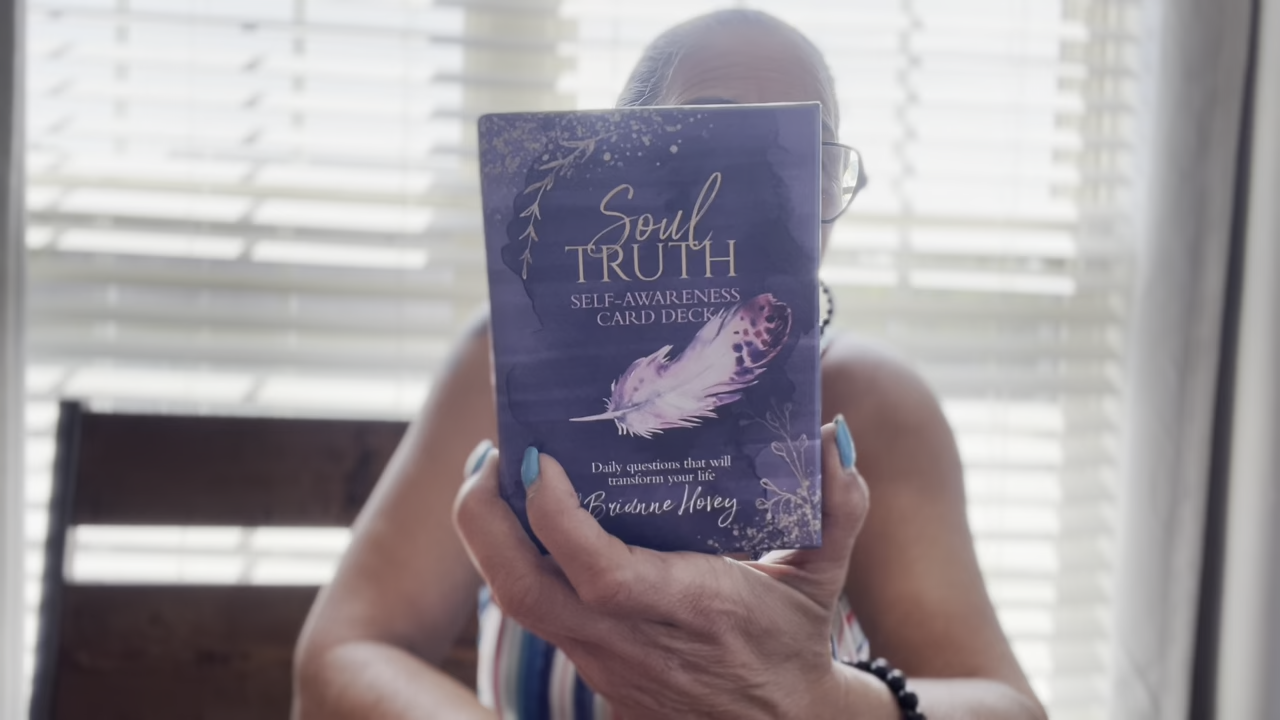 Soul
TRUTH
SELF-AWARENESS
CARD DECK
Daily questions that will
transform your life
Brianne Hovey